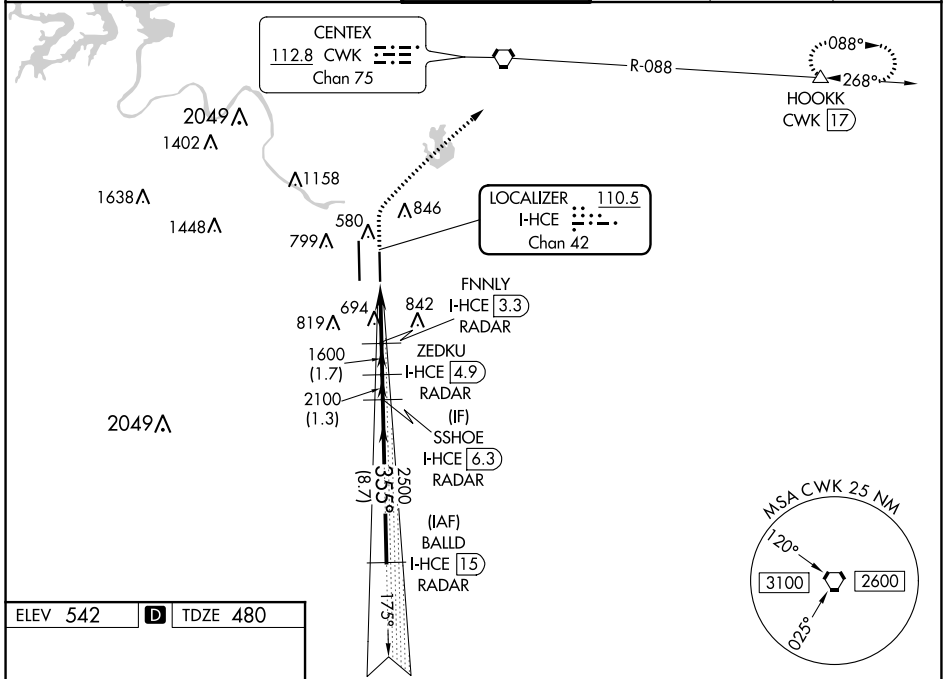 CENTEX
112.8 CWK
Chan 75
R-088
088°
268°
HOOKK
CWK 17
2049
1402
1158
1638
1448
580
846
799
LOCALIZER 110.5
I-HCE
Chan 42
FNNLY
I-HCE 3.3
RADAR
694
842
819
1600
(1.7)
ZEDKU
I-HCE 4.9
RADAR
2100
(1.3)
(IF)
SSHOE
I-HCE 6.3
RADAR
2049
2500
355°
(8.7)
(IAF)
BALLD
I-HCE 15
RADAR
175°
MSA CWK 25 NM
120°
3100
2600
025°
ELEV 542 D TDZE 480